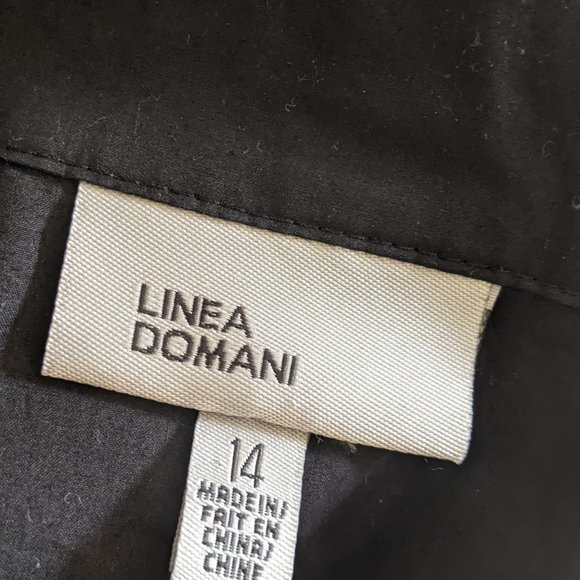 LINEA
DOMANI
14
MADE IN/
FAIT EN
CHINA/
CHINE